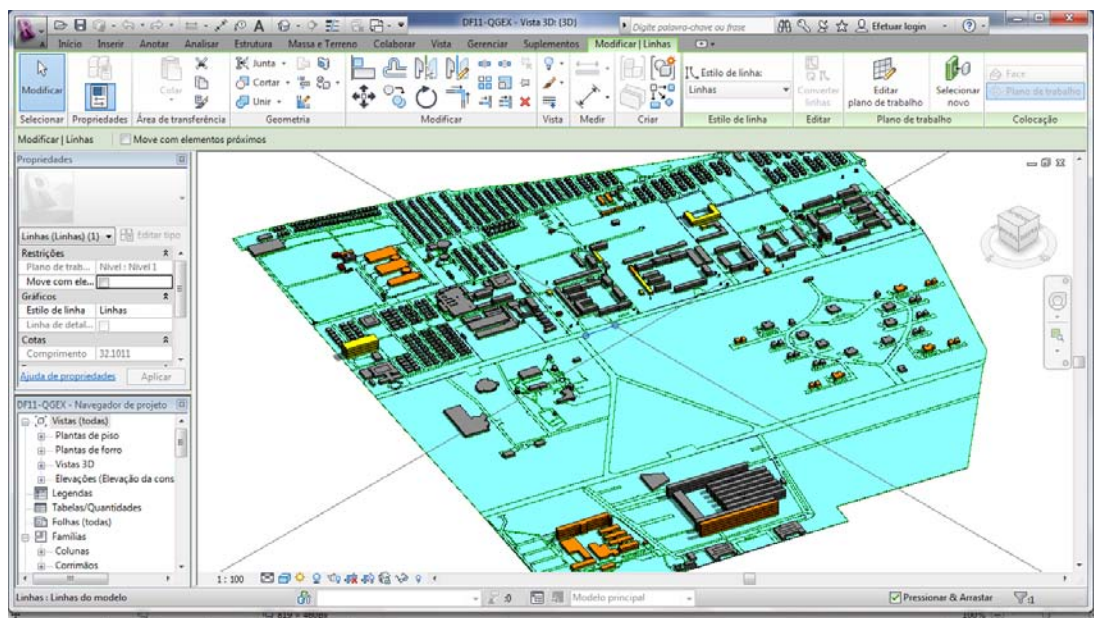 DF11-QGEX - Vista 3D: {3D}
Digite palavra-chave ou frase
Efetuar login
Início Inserir Anotar Analisar Estrutura Massa e Terreno Colaborar Vista Gerenciar Suplementos Modificar | Linhas
Modificar
Colar
Junta
Cortar
Unir
Estilo de linha:
Linhas
Converter linhas
Editar plano de trabalho
Selecionar novo
Face
Plano de trabalho
Selecionar Propriedades Área de transferência Geometria Modificar Vista Medir Criar Estilo de linha Editar Plano de trabalho Colocação
Modificar | Linhas Move com elementos próximos
Propriedades
Linhas (Linhas) (1) Editar tipo
Restrições
Plano de trab... Nível : Nível 1
Move com ele...
Gráficos
Estilo de linha Linhas
Linha de detal...
Cotas
Comprimento 32.1011
Ajuda de propriedades Aplicar
DF11-QGEX - Navegador de projeto
Vistas (todas)
Plantas de piso
Plantas de forro
Vistas 3D
Elevações (Elevação da cons
Legendas
Tabelas/Quantidades
Folhas (todas)
Famílias
Colunas
Corrimãos
1 : 100
Linhas : Linhas do modelo
:0
Modelo principal
Pressionar & Arrastar
:1